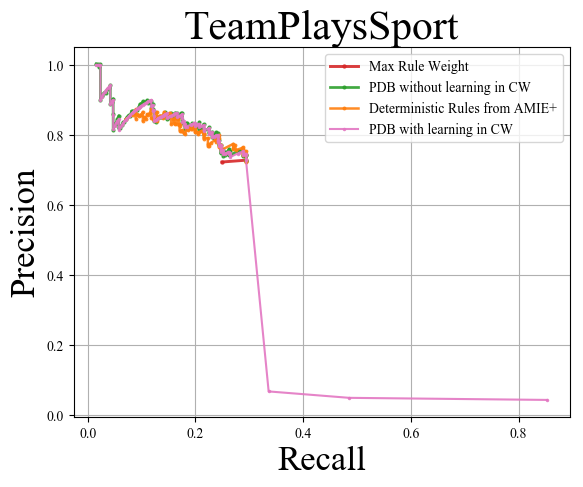 TeamPlaysSport
Max Rule Weight
PDB without learning in CW
Deterministic Rules from AMIE+
PDB with learning in CW
Precision
1.0
0.8
0.6
0.4
0.2
0.0
0.0 0.2 0.4 0.6 0.8
Recall